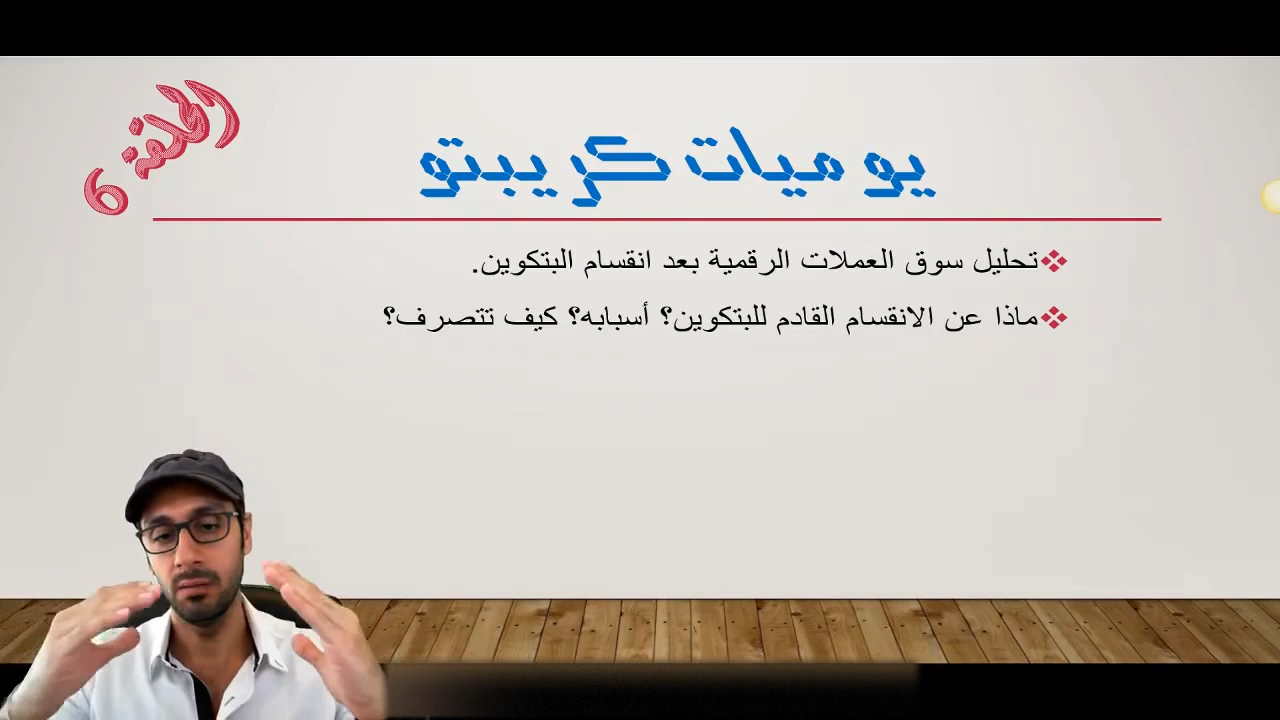 الحلقة 6
يوميات كريبتو
تحليل سوق العملات الرقمية بعد انقسام البتكوين.
ماذا عن الانقسام القادم للبتكوين؟ أسبابه؟ كيف تتصرف؟